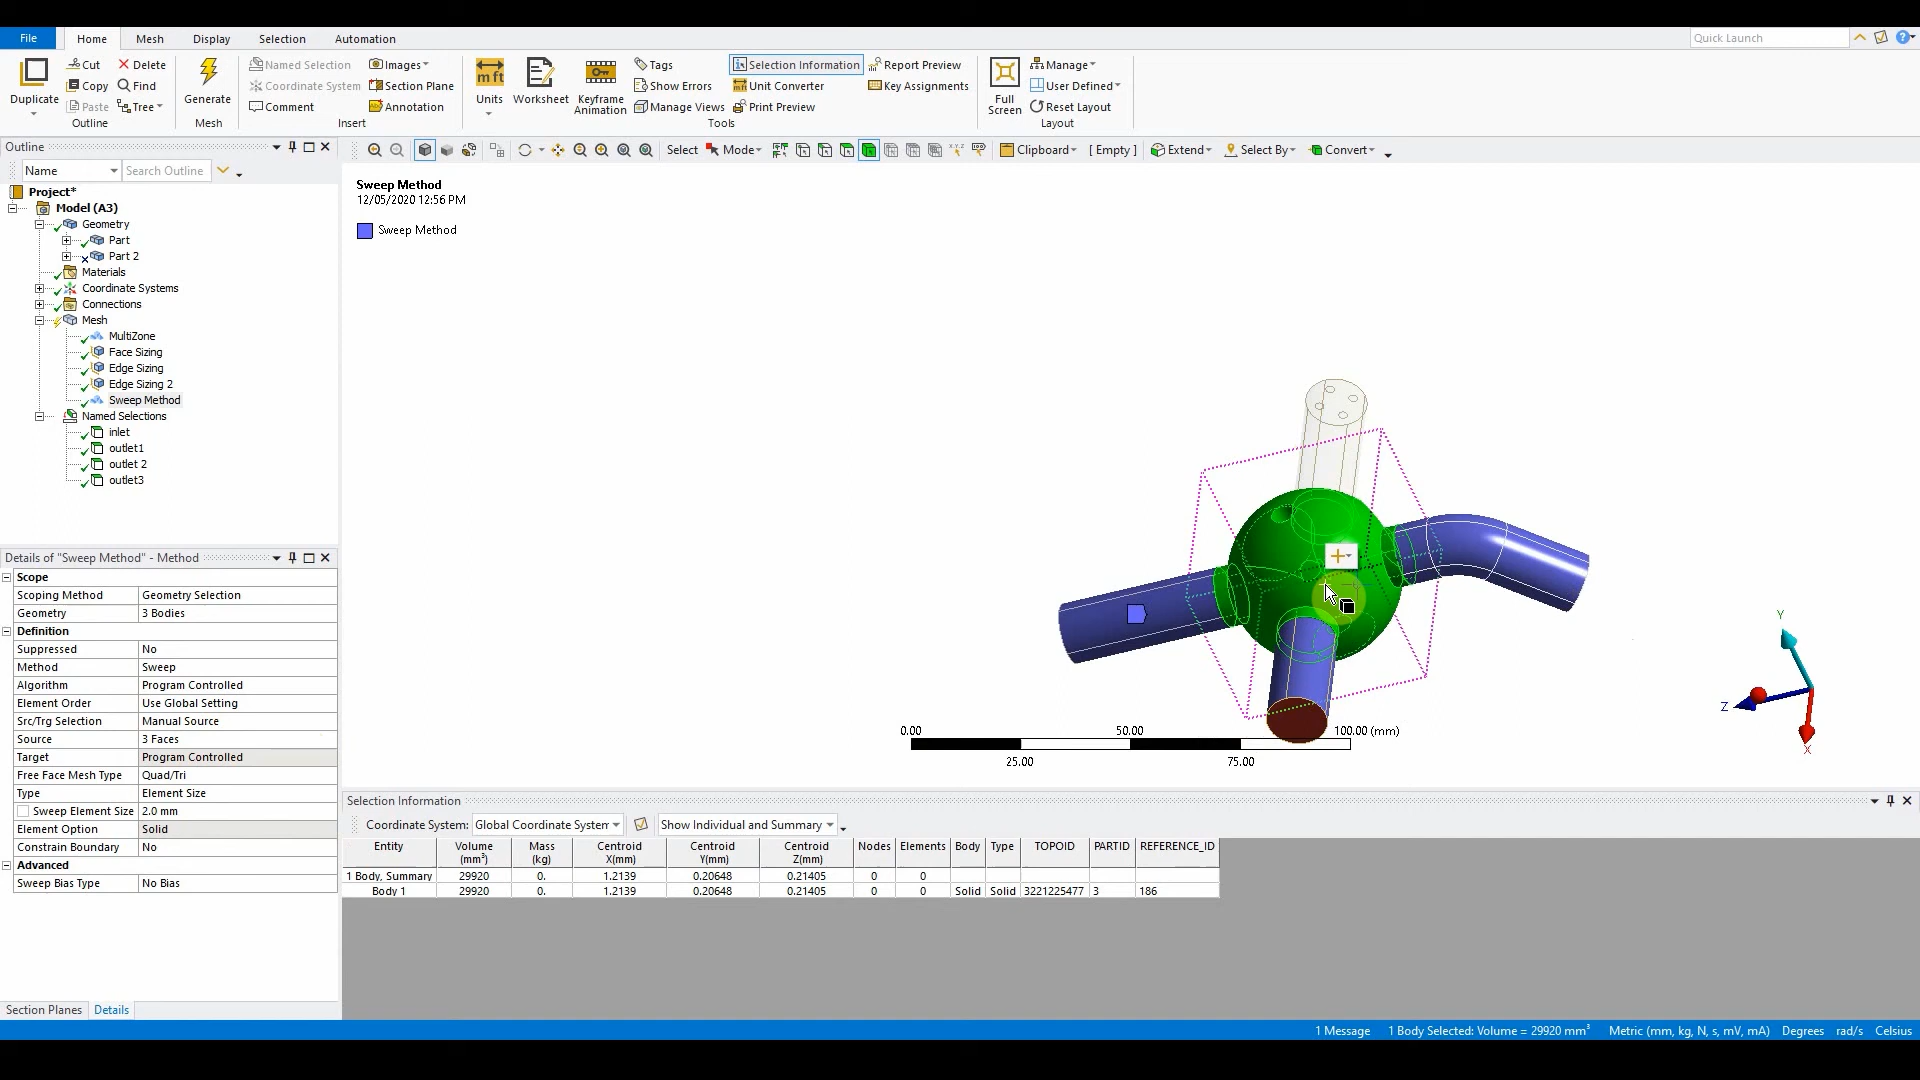 File
Home
Mesh
Display
Selection
Automation
Quick Launch
Duplicate
Cut
Copy
Paste
Delete
Find
Tree
Outline
Generate
Mesh
Named Selection
Coordinate System
Comment
Images
Section Plane
Annotation
Insert
Units
Worksheet
Keyframe
Animation
Tags
Show Errors
Manage Views
Selection Information
Unit Converter
Print Preview
Report Preview
Key Assignments
Tools
Full
Screen
Manage
User Defined
Reset Layout
Layout
Outline
Name
Search Outline
Select
Mode
Clipboard
[ Empty ]
Extend
Select By
Convert
Project*
Model (A3)
Geometry
Part
Part 2
Materials
Coordinate Systems
Connections
Mesh
MultiZone
Face Sizing
Edge Sizing
Edge Sizing 2
Sweep Method
Named Selections
inlet
outlet1
outlet 2
outlet3
Sweep Method
12/05/2020 12:56 PM
Sweep Method
0.00 50.00 100.00 (mm)
25.00 75.00
Y
Z
X
Details of "Sweep Method" - Method
Scope
Scoping Method Geometry Selection
Geometry 3 Bodies
Definition
Suppressed No
Method Sweep
Algorithm Program Controlled
Element Order Use Global Setting
Src/Trg Selection Manual Source
Source 3 Faces
Target Program Controlled
Free Face Mesh Type Quad/Tri
Type Element Size
Sweep Element Size 2.0 mm
Element Option Solid
Constrain Boundary No
Advanced
Sweep Bias Type No Bias
Section Planes Details
Selection Information
Coordinate System: Global Coordinate System Show Individual and Summary
Entity Volume (mm³) Mass (kg) Centroid X(mm) Centroid Y(mm) Centroid Z(mm) Nodes Elements Body Type TOPOID PARTID REFERENCE_ID
1 Body, Summary 29920 0. 1.2139 0.20648 0.21405 0 0
Body 1 29920 0. 1.2139 0.20648 0.21405 0 0 Solid Solid 3221225477 3 186
1 Message 1 Body Selected: Volume = 29920 mm³ Metric (mm, kg, N, s, mV, mA) Degrees rad/s Celsius